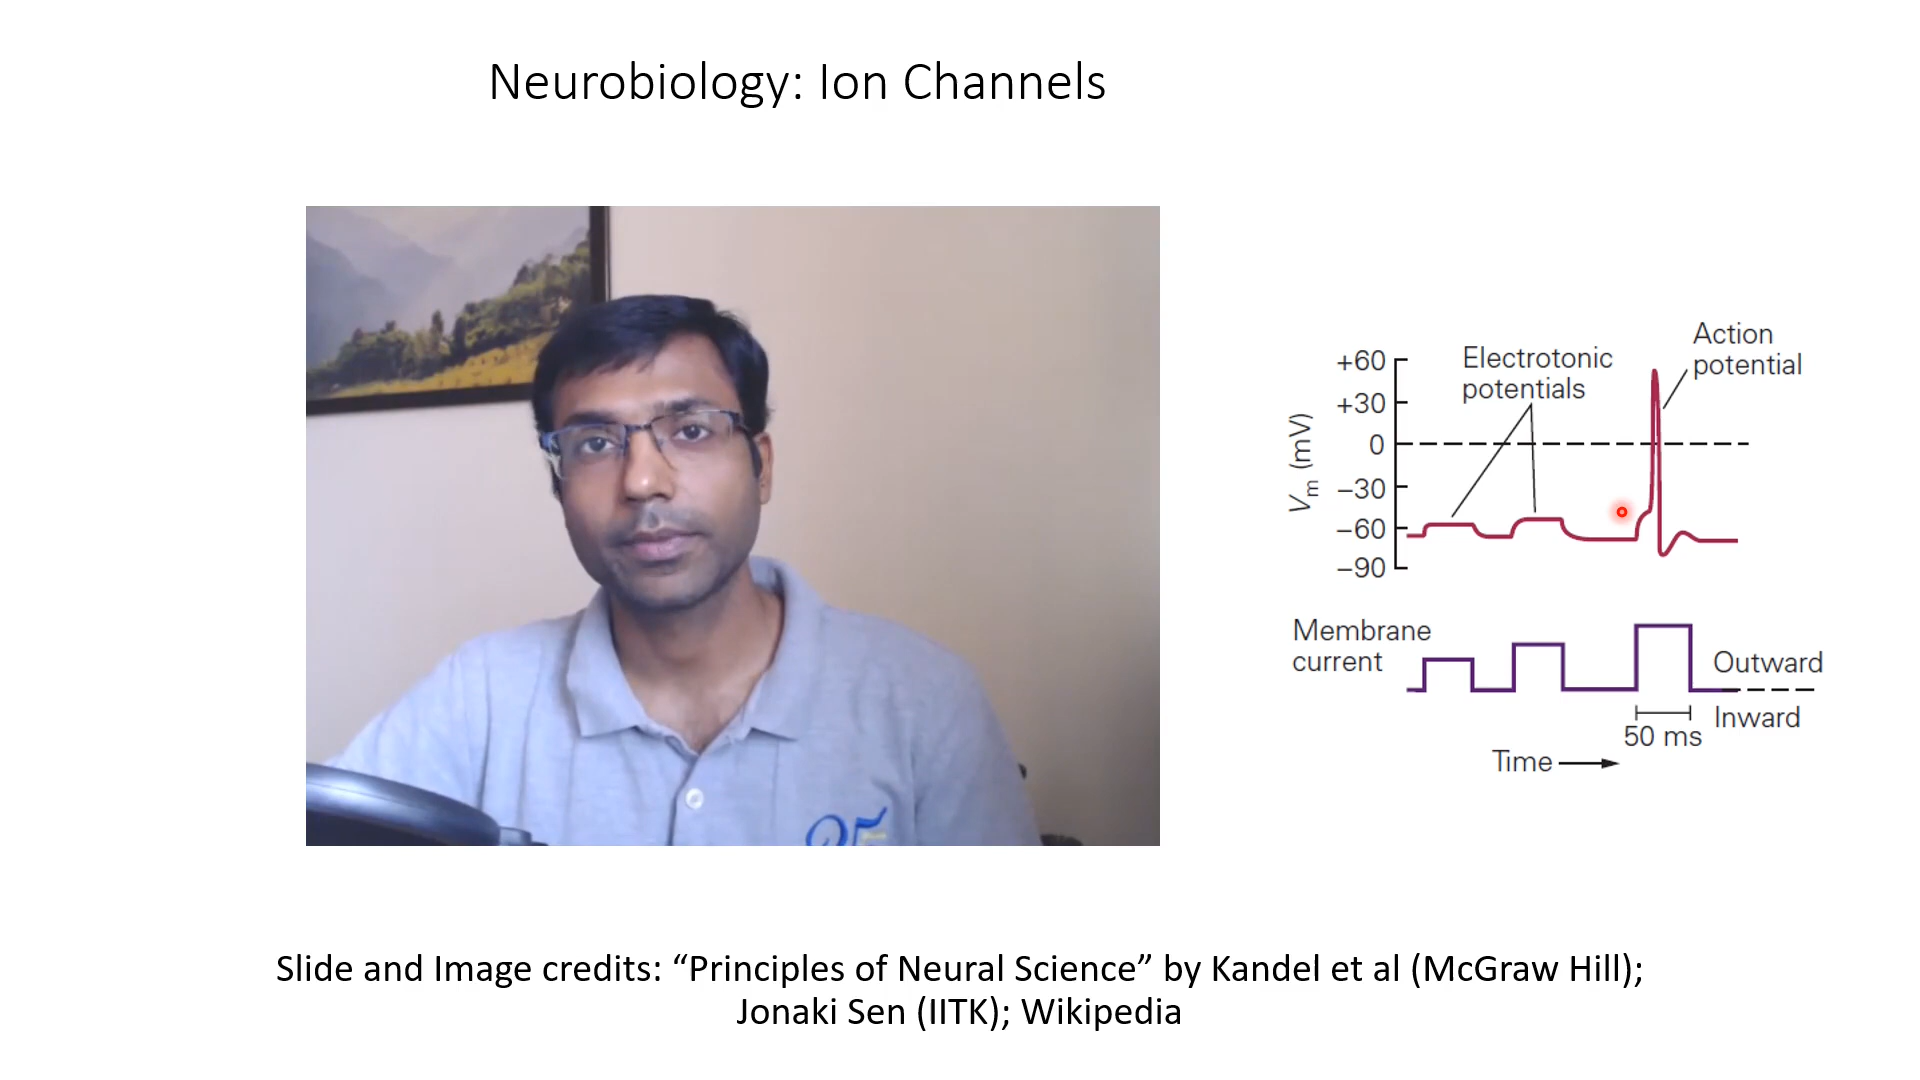 Neurobiology: Ion Channels
Action
potential
Electrotonic
potentials
+60
+30
0
–30
–60
–90
Vm (mV)
Membrane
current
Outward
Inward
50 ms
Time
Slide and Image credits: “Principles of Neural Science” by Kandel et al (McGraw Hill);
Jonaki Sen (IITK); Wikipedia